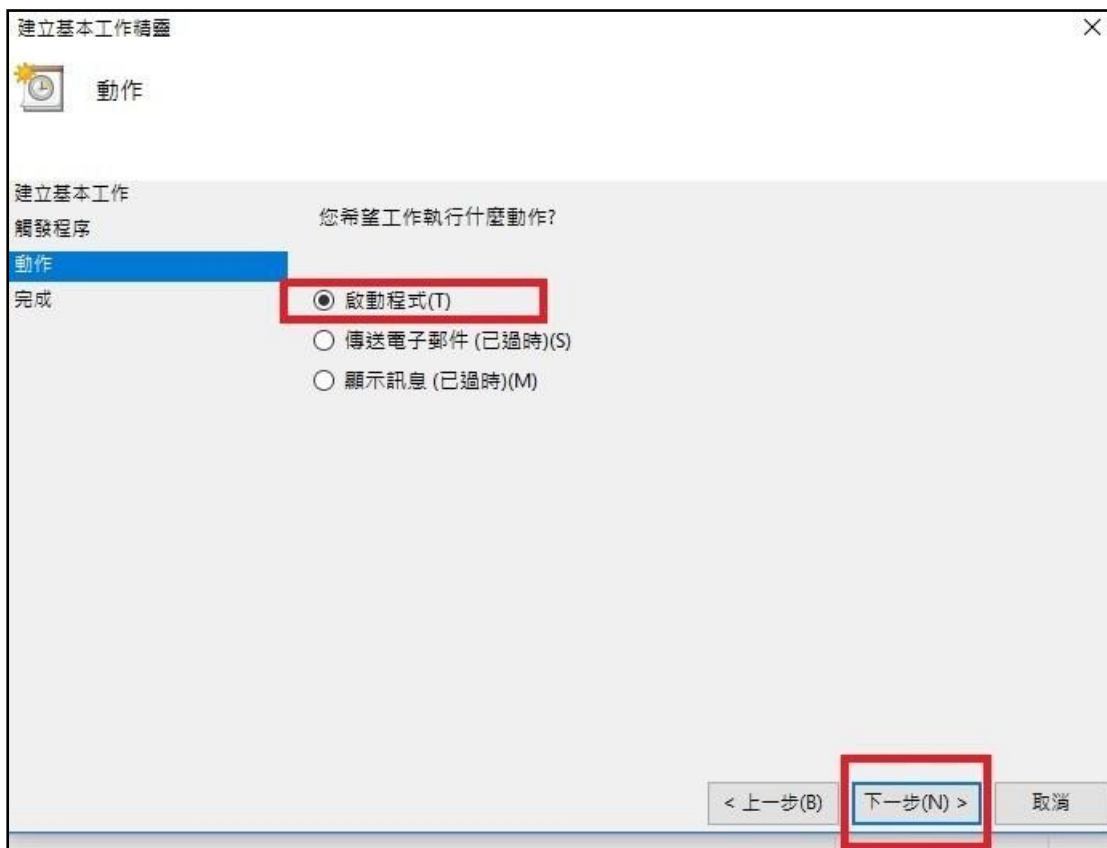 建立基本工作精靈
動作
建立基本工作
觸發程序
動作
完成
您希望工作執行什麼動作?
啟動程式(T)
傳送電子郵件 (已過時)(S)
顯示訊息 (已過時)(M)
< 上一步(B)
下一步(N) >
取消